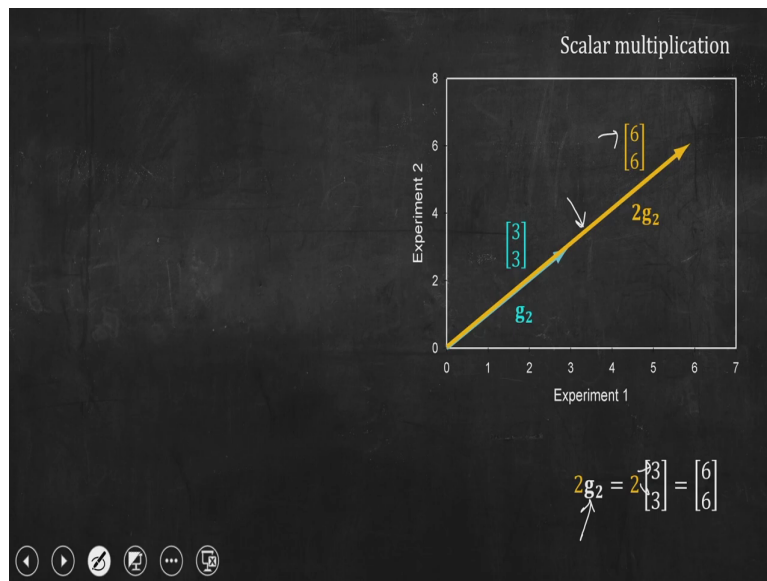 Scalar multiplication
8
6
4
2
0
Experiment 2
[6
6]
2g₂
[3
3]
g₂
0 1 2 3 4 5 6 7
Experiment 1
2g₂ = 2[3 3] = [6 6]